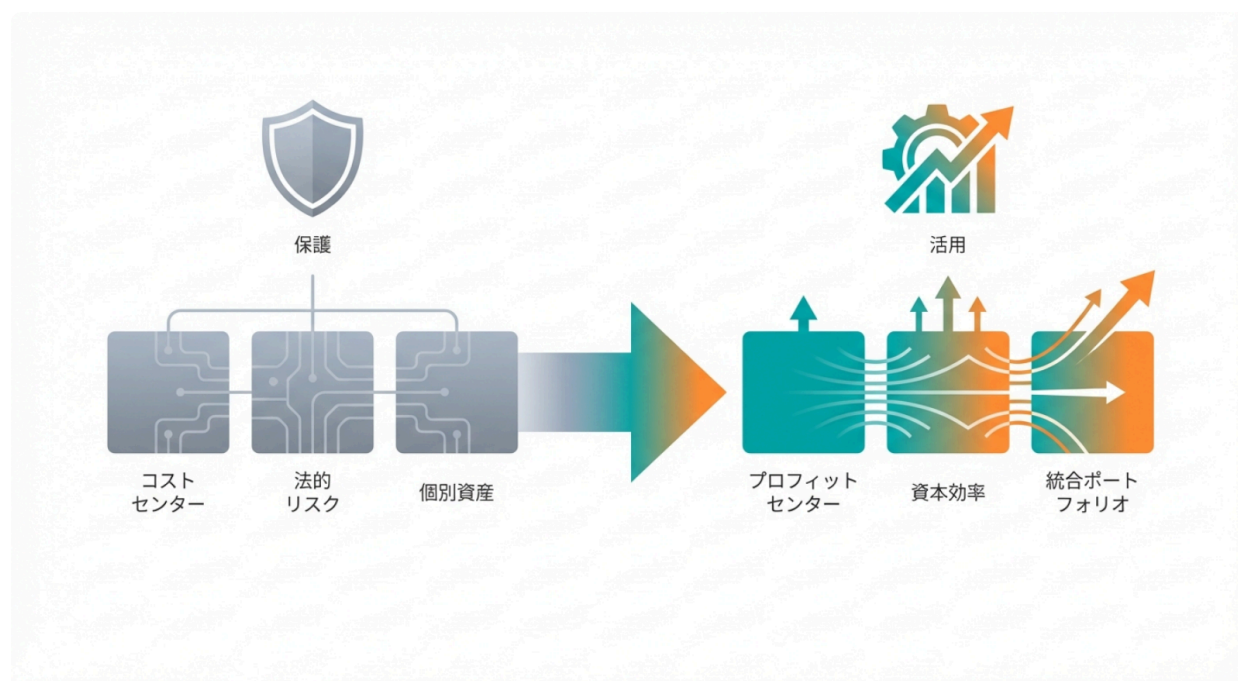 保護
コスト
センター
法的
リスク
個別資産
活用
プロフィット
センター
資本効率
統合ポート
フォリオ